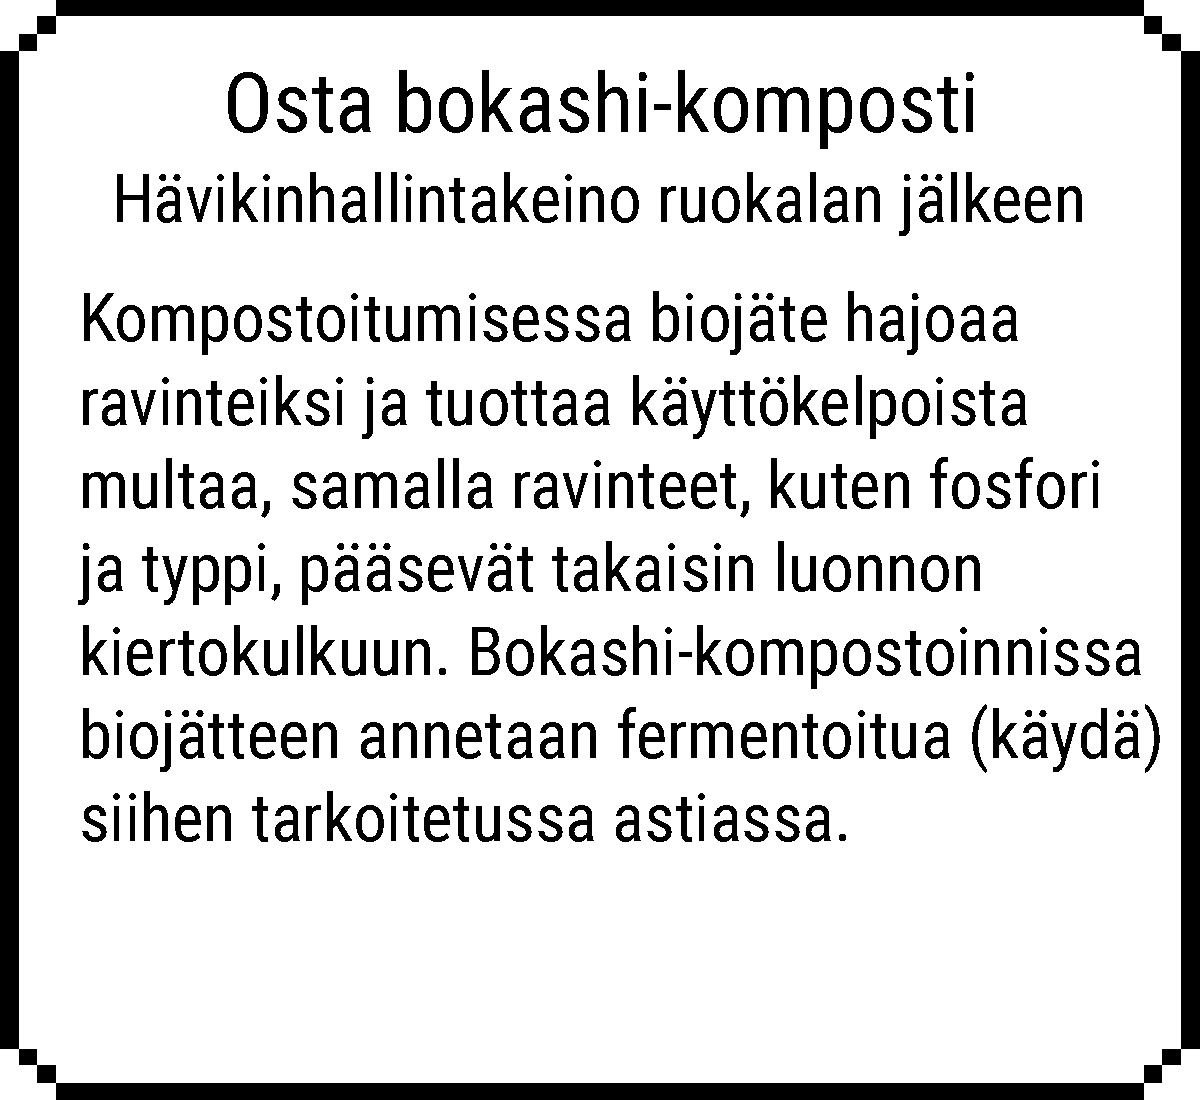 Osta bokashi-komposti
Hävikinhallintakeino ruokalan jälkeen
Kompostoitumisessa biojäte hajoaa
ravinteiksi ja tuottaa käyttökelpoista
multaa, samalla ravinteet, kuten fosfori
ja typpi, pääsevät takaisin luonnon
kiertokulkuun. Bokashi-kompostoinnissa
biojätteen annetaan fermentoitua (käydä)
siihen tarkoitetussa astiassa.